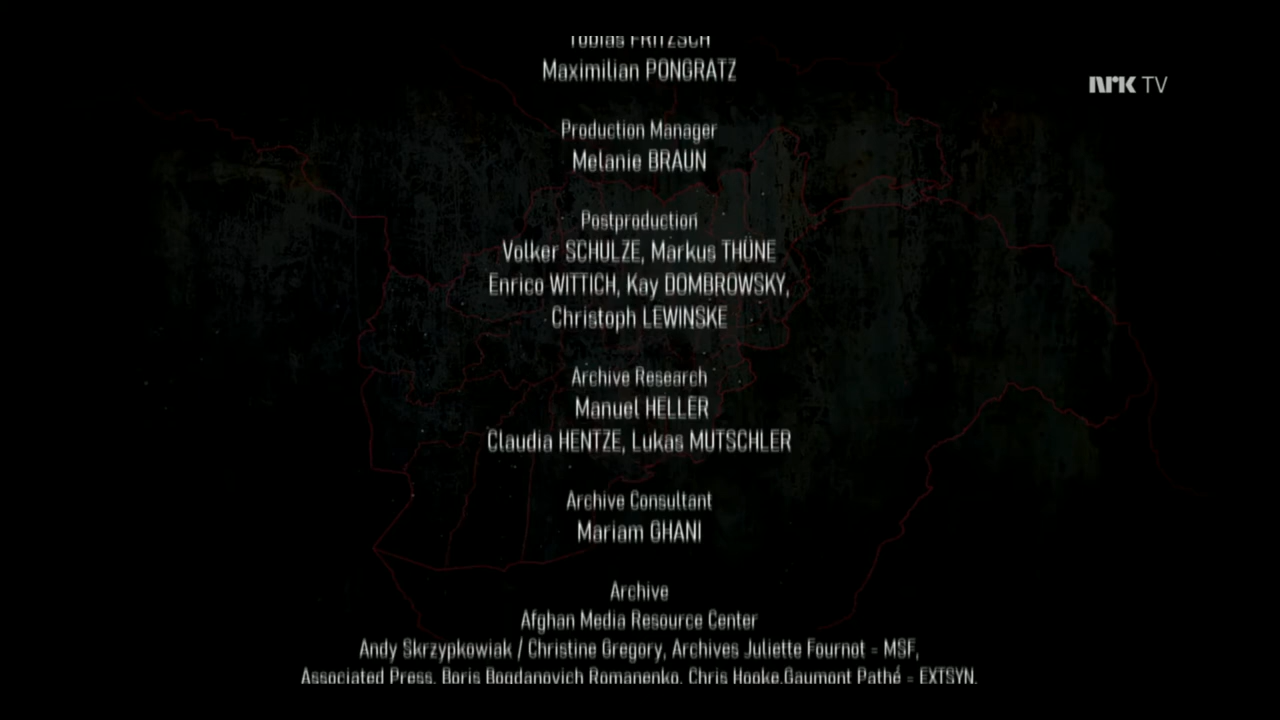 Tobias FRITZSCH
Maximilian PONGRATZ
nrk TV
Production Manager
Melanie BRAUN
Postproduction
Volker SCHULZE, Markus THÜNE
Enrico WITTICH, Kay DOMBROWSKY,
Christoph LEWINSKE
Archive Research
Manuel HELLER
Claudia HENTZE, Lukas MUTSCHLER
Archive Consultant
Mariam GHANI
Archive
Afghan Media Resource Center
Andy Skrzypkowiak / Christine Gregory, Archives Juliette Fournot = MSF,
Associated Press, Boris Bogdanovich Romanenko, Chris Hooke,Gaumont Pathé = EXTSYN,